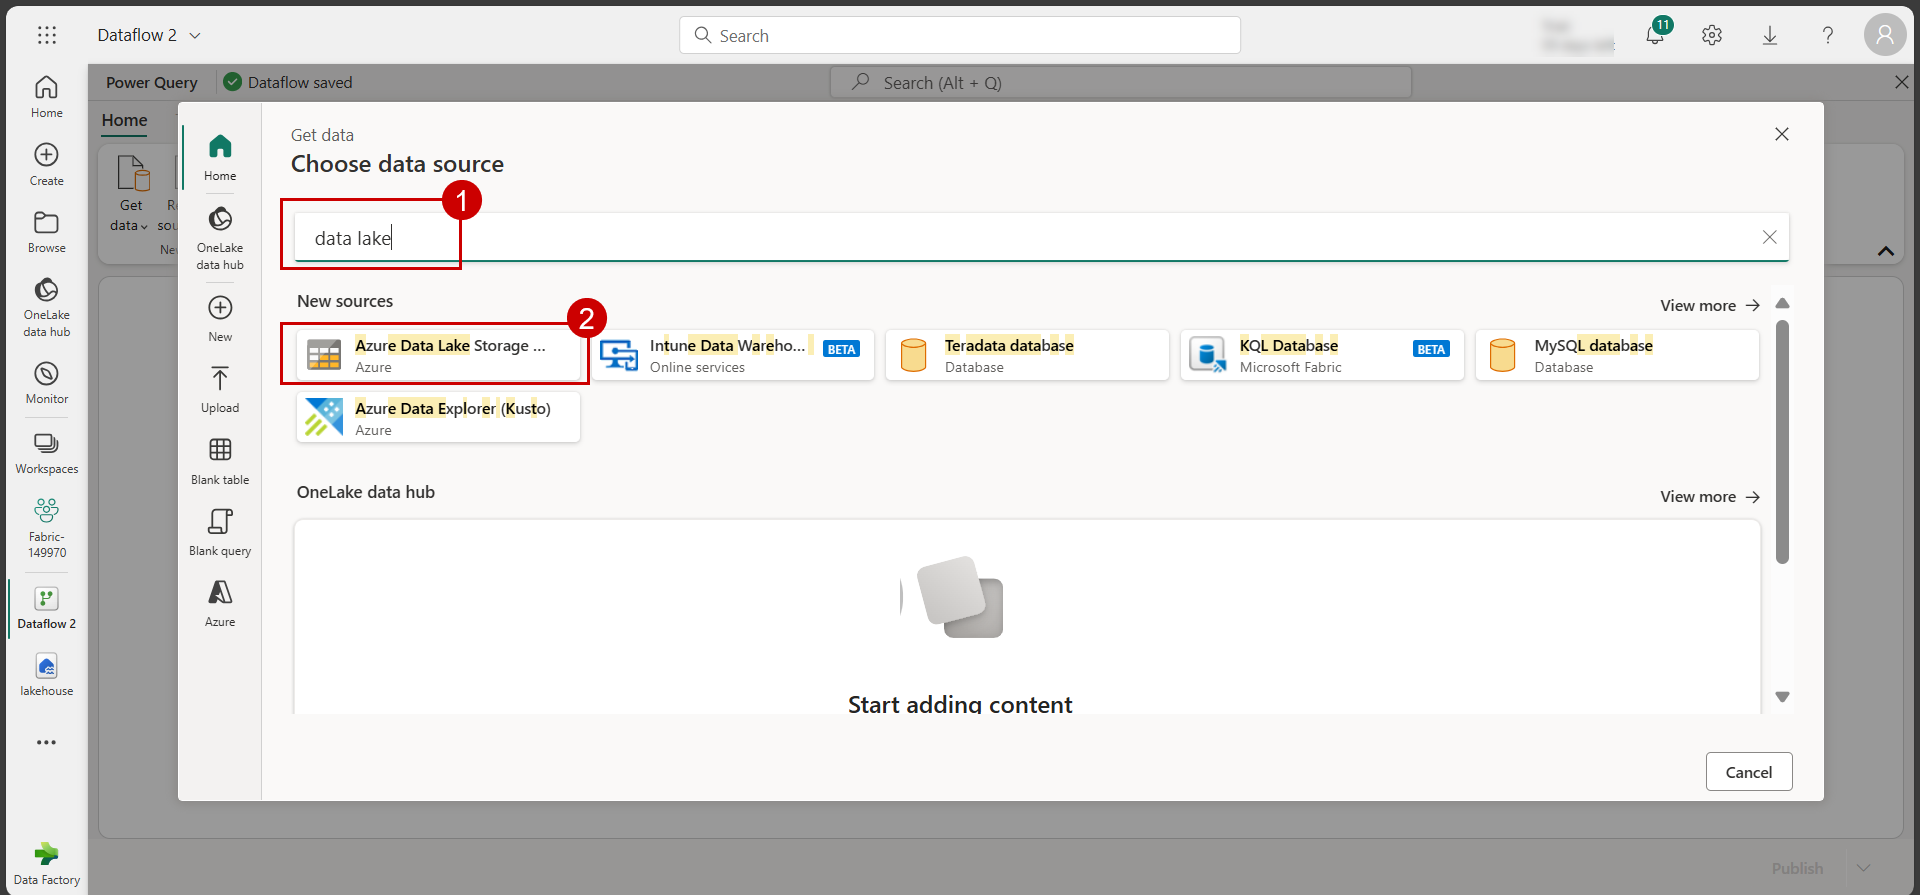 Dataflow 2
Search
11
Power Query
Dataflow saved
Search (Alt + Q)
Home
Create
Browse
OneLake
data hub
Monitor
Workspaces
Fabric-
149970
Dataflow 2
lakehouse
Data Factory
Home
Get
data
R
sou
Ne
Home
OneLake
data hub
New
Upload
Blank table
Blank query
Azure
Get data
Choose data source
1
data lake
New sources
View more
2
Azure Data Lake Storage ...
Azure
Intune Data Wareho...
BETA
Online services
Teradata database
Database
KQL Database
BETA
Microsoft Fabric
MySQL database
Database
Azure Data Explorer (Kusto)
Azure
OneLake data hub
View more
Start adding content
Cancel
Publish